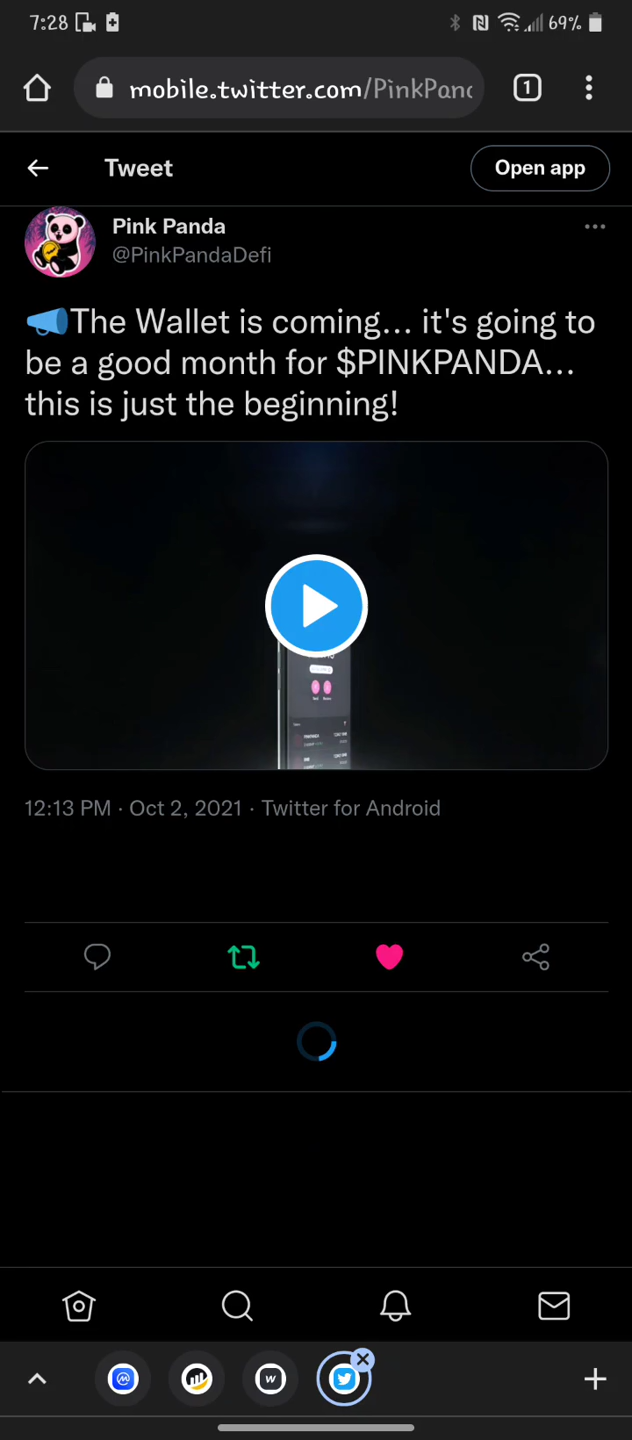 7:28
69%
mobile.twitter.com/PinkPand
1
Tweet
Open app
Pink Panda
@PinkPandaDefi
📣The Wallet is coming... it's going to
be a good month for $PINKPANDA...
this is just the beginning!
12:13 PM · Oct 2, 2021 · Twitter for Android